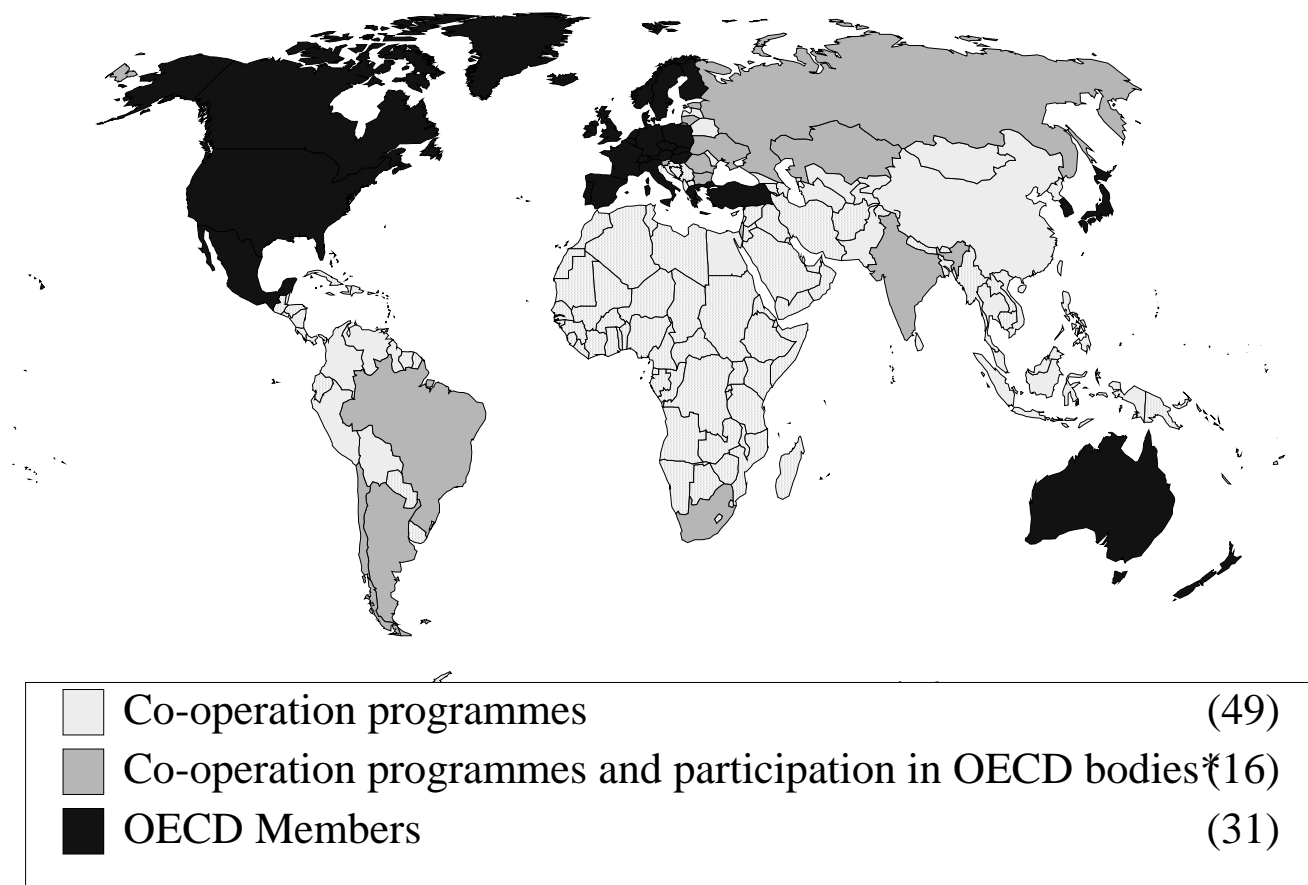 Co-operation programmes (49)
Co-operation programmes and participation in OECD bodies* (16)
OECD Members (31)